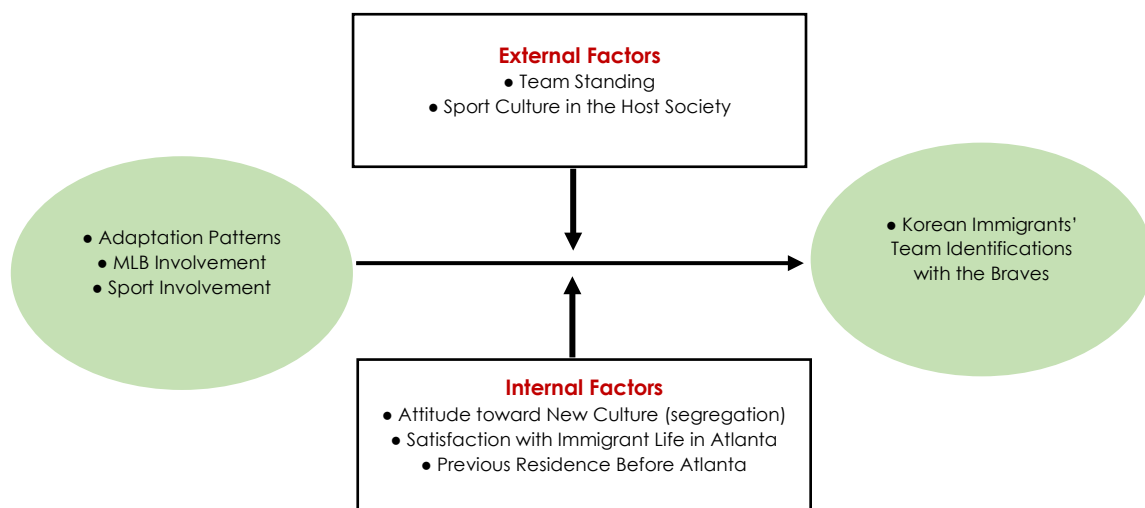 External Factors
● Team Standing
● Sport Culture in the Host Society
● Adaptation Patterns
● MLB Involvement
● Sport Involvement
● Korean Immigrants’
Team Identifications
with the Braves
Internal Factors
● Attitude toward New Culture (segregation)
● Satisfaction with Immigrant Life in Atlanta
● Previous Residence Before Atlanta